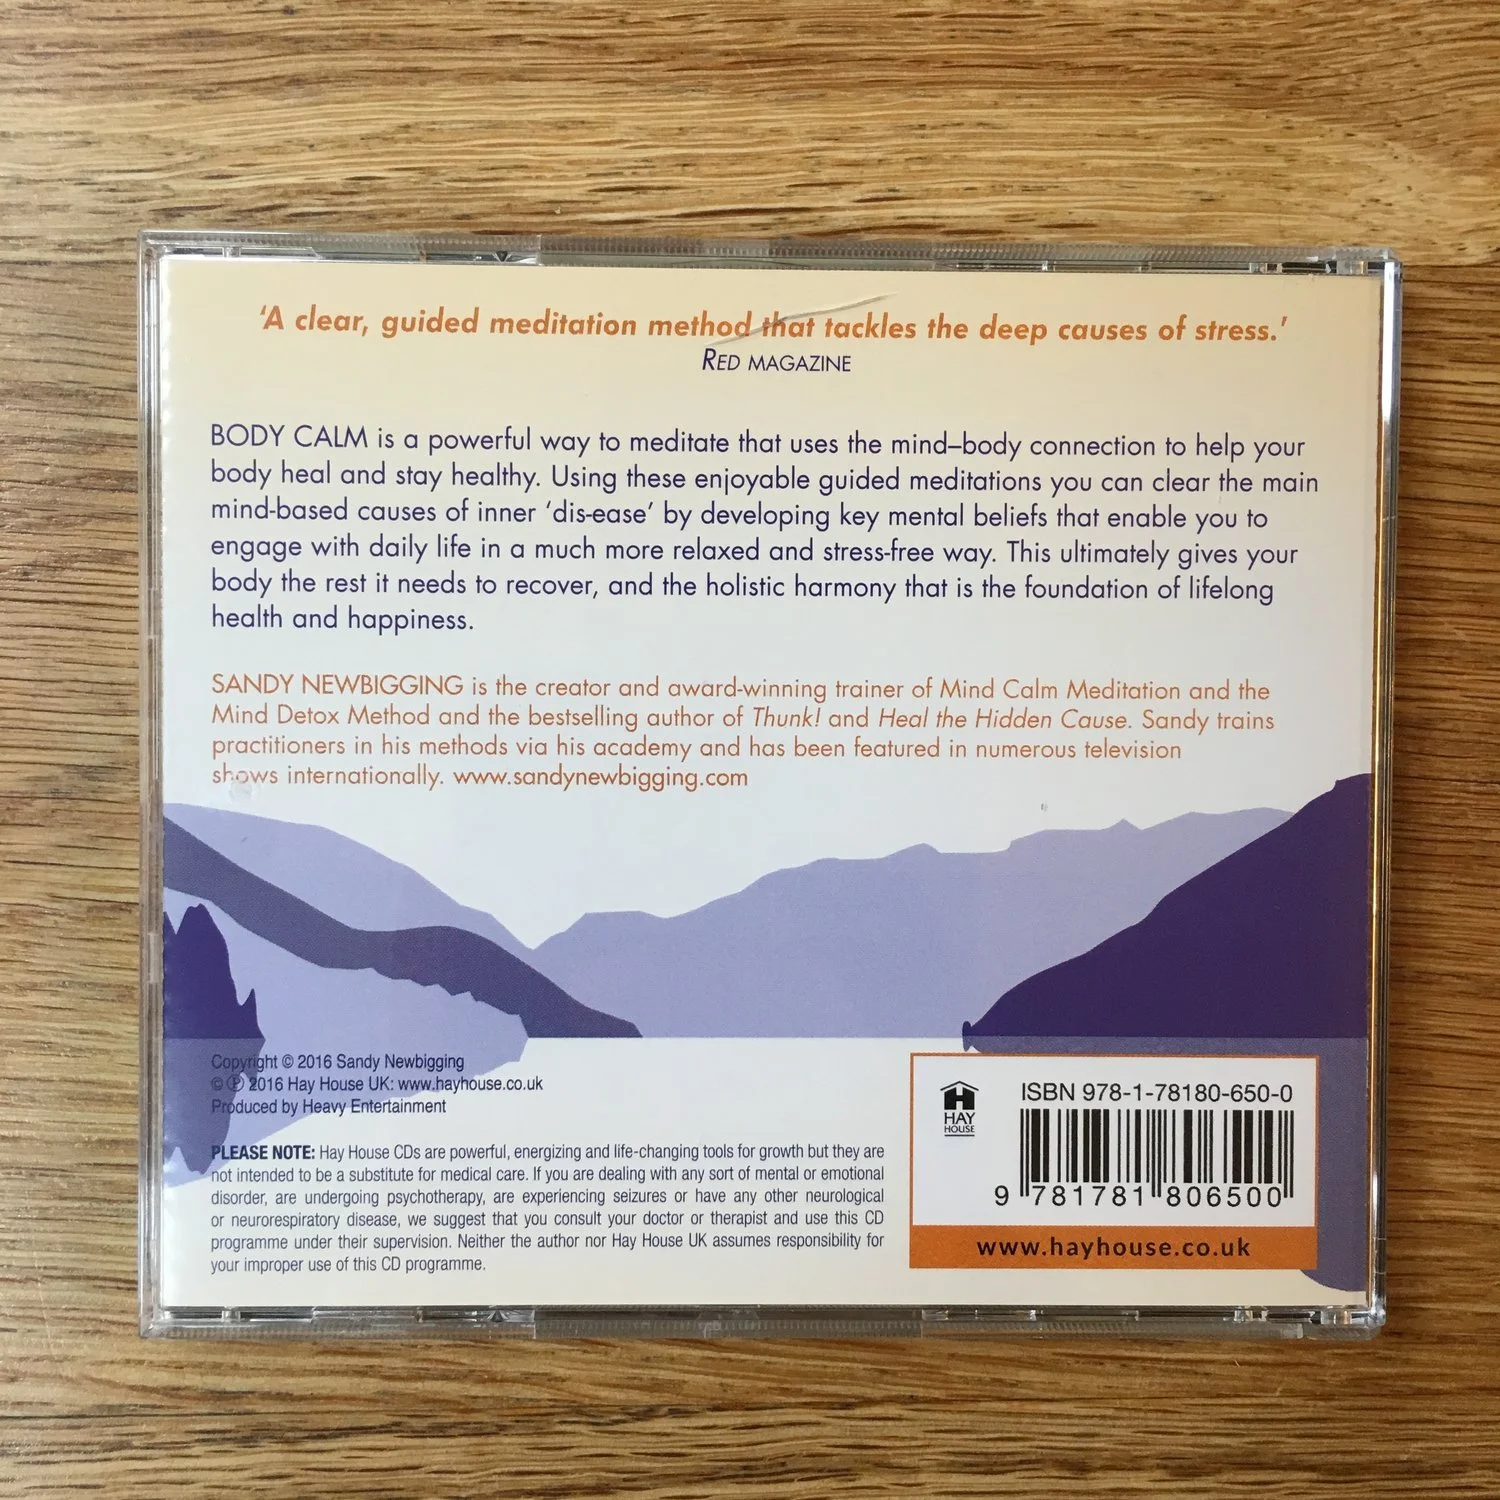 ‘A clear, guided meditation method that tackles the deep causes of stress.’
RED MAGAZINE
BODY CALM is a powerful way to meditate that uses the mind–body connection to help your
body heal and stay healthy. Using these enjoyable guided meditations you can clear the main
mind-based causes of inner ‘dis-ease’ by developing key mental beliefs that enable you to
engage with daily life in a much more relaxed and stress-free way. This ultimately gives your
body the rest it needs to recover, and the holistic harmony that is the foundation of lifelong
health and happiness.
SANDY NEWBIGGING is the creator and award-winning trainer of Mind Calm Meditation and the
Mind Detox Method and the bestselling author of Thunk! and Heal the Hidden Cause. Sandy trains
practitioners in his methods via his academy and has been featured in numerous television
shows internationally. www.sandynewbigging.com
Copyright © 2016 Sandy Newbigging
© ℗ 2016 Hay House UK: www.hayhouse.co.uk
Produced by Heavy Entertainment
PLEASE NOTE: Hay House CDs are powerful, energizing and life-changing tools for growth but they are
not intended to be a substitute for medical care. If you are dealing with any sort of mental or emotional
disorder, are undergoing psychotherapy, are experiencing seizures or have any other neurological
or neurorespiratory disease, we suggest that you consult your doctor or therapist and use this CD
programme under their supervision. Neither the author nor Hay House UK assumes responsibility for
your improper use of this CD programme.
HAY
HOUSE
ISBN 978-1-78180-650-0
9 781781 806500
www.hayhouse.co.uk